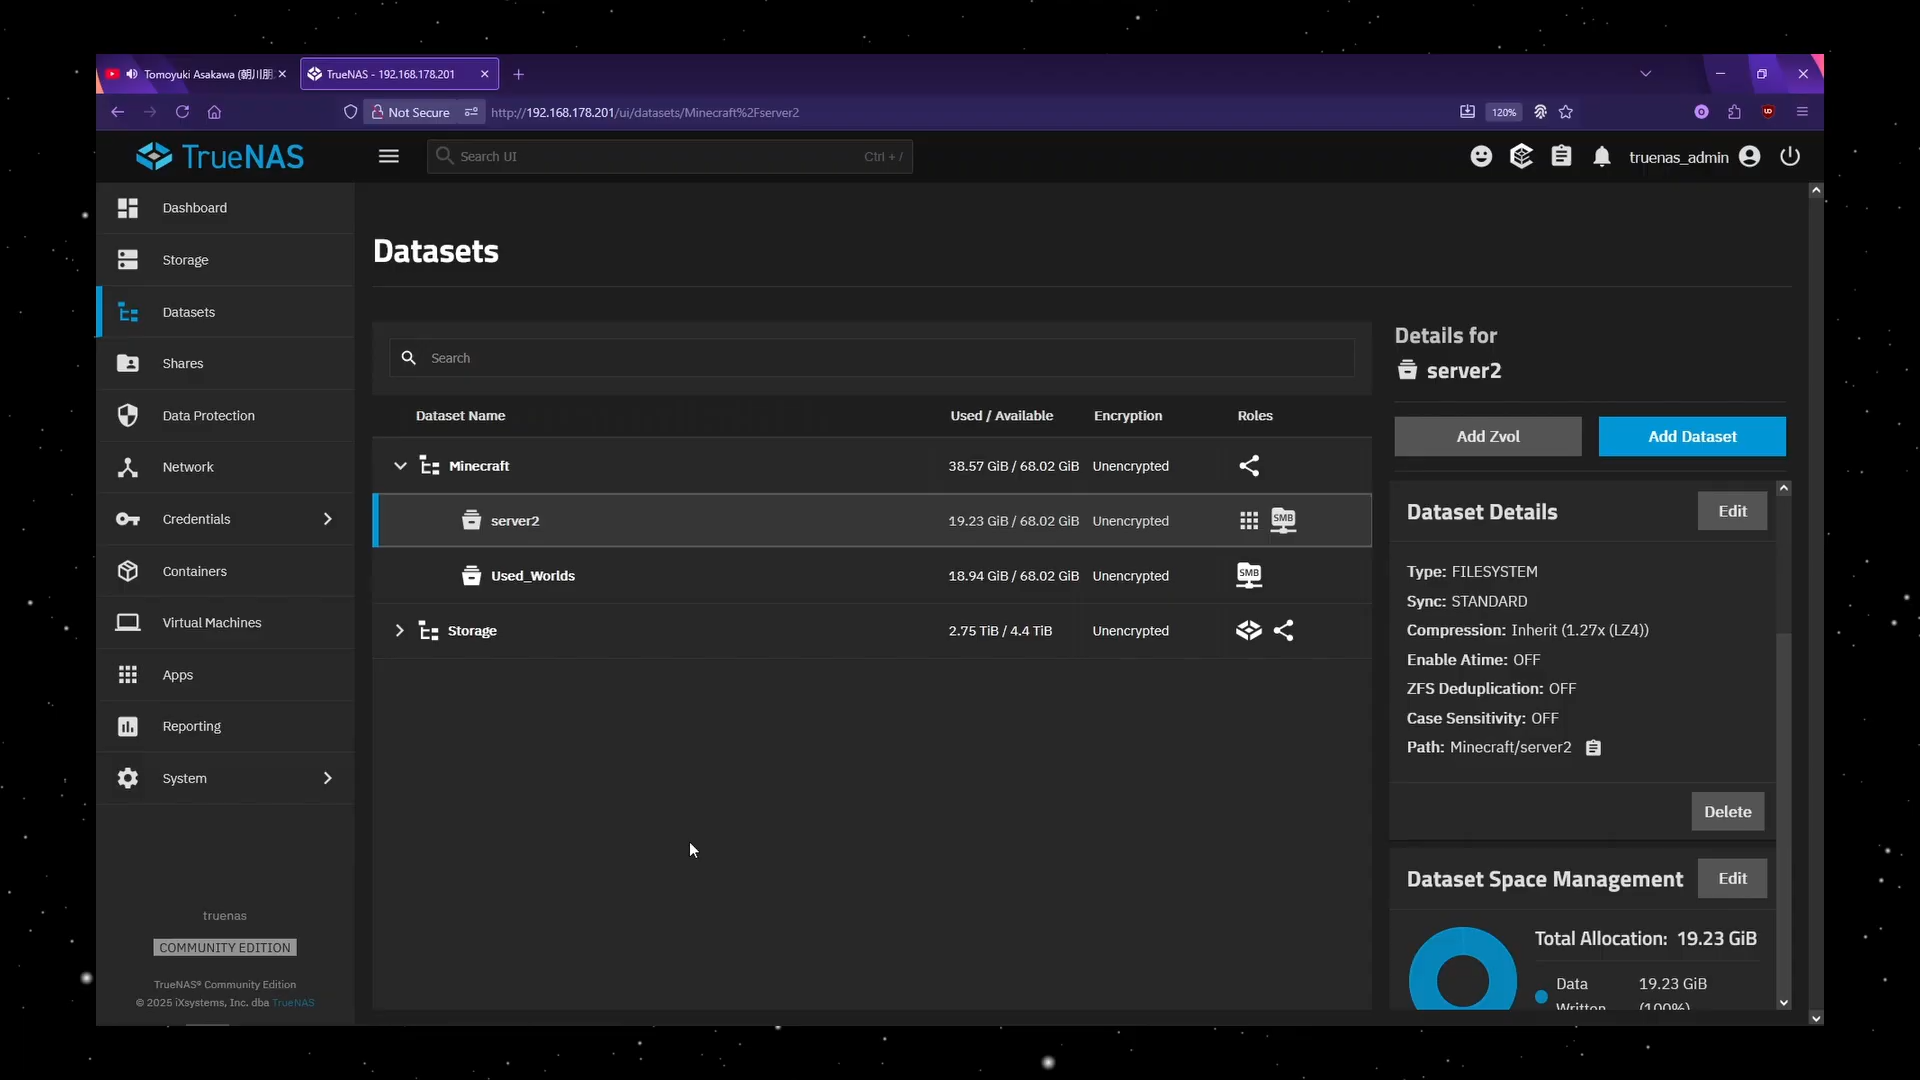 Tomoyuki Asakawa (朝川朋
TrueNAS - 192.168.178.201
Not Secure
http://192.168.178.201/ui/datasets/Minecraft%2Fserver2
120%
TrueNAS
Search UI
Ctrl + /
truenas_admin
Dashboard
Storage
Datasets
Shares
Data Protection
Network
Credentials
Containers
Virtual Machines
Apps
Reporting
System
truenas
COMMUNITY EDITION
TrueNAS® Community Edition
© 2025 iXsystems, Inc. dba TrueNAS
Datasets
Search
Dataset Name Used / Available Encryption Roles
Minecraft 38.57 GiB / 68.02 GiB Unencrypted
server2 19.23 GiB / 68.02 GiB Unencrypted SMB
Used_Worlds 18.94 GiB / 68.02 GiB Unencrypted SMB
Storage 2.75 TiB / 4.4 TiB Unencrypted
Details for
server2
Add Zvol
Add Dataset
Dataset Details
Edit
Type: FILESYSTEM
Sync: STANDARD
Compression: Inherit (1.27x (LZ4))
Enable Atime: OFF
ZFS Deduplication: OFF
Case Sensitivity: OFF
Path: Minecraft/server2
Delete
Dataset Space Management
Edit
Total Allocation: 19.23 GiB
Data 19.23 GiB
Written (100%)